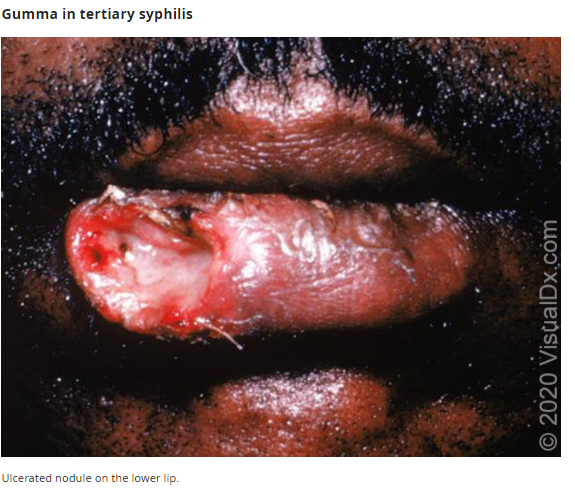 Gumma in tertiary syphilis
© 2020 VisualDx.com
Ulcerated nodule on the lower lip.